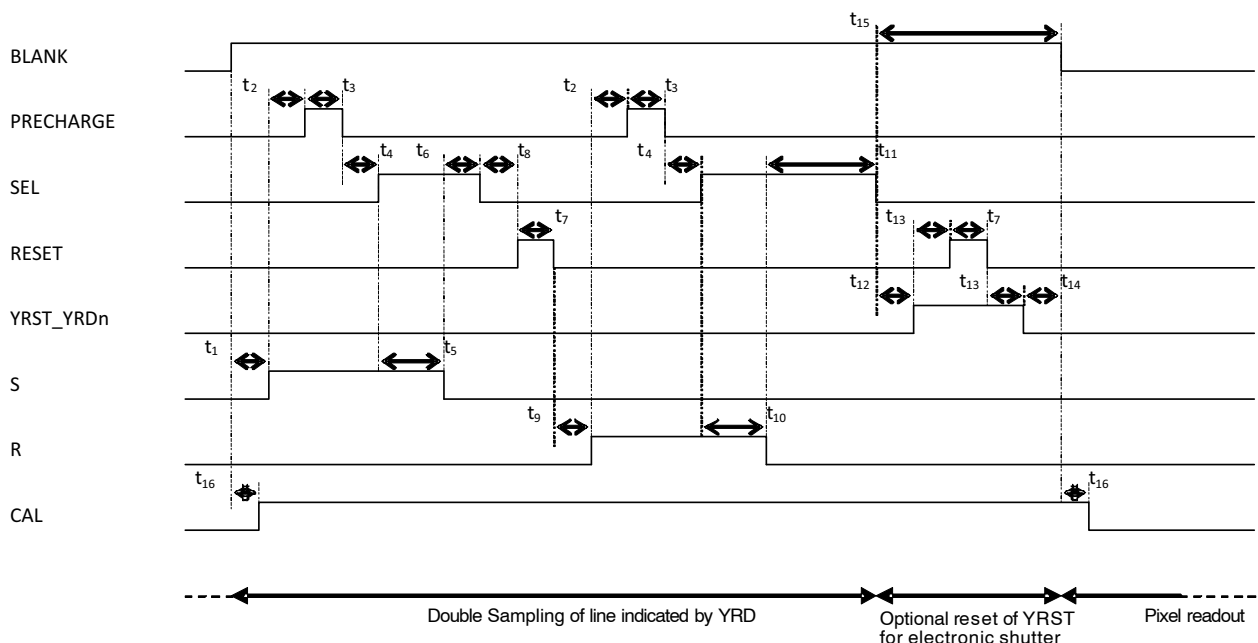 t15
BLANK
t2 t3 t2 t3
PRECHARGE
t4 t6 t8 t4 t11
SEL
t7 t13 t7
RESET
t12 t13 t14
YRST_YRDn
t1 t5
S
t9 t10
R
t16 t16
CAL
Double Sampling of line indicated by YRD
Optional reset of YRST
for electronic shutter
Pixel readout